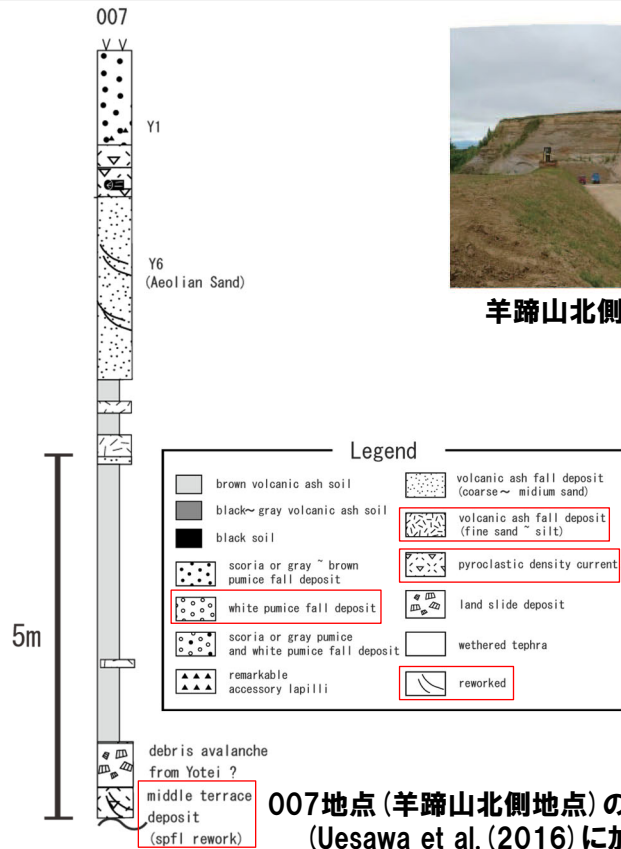 007
Y1
Y6
(Aeolian Sand)
羊蹄山北側
Legend
brown volcanic ash soil
black~ gray volcanic ash soil
black soil
scoria or gray ~ brown
pumice fall deposit
white pumice fall deposit
scoria or gray pumice
and white pumice fall deposit
remarkable
accessory lapilli
volcanic ash fall deposit
(coarse~ midium sand)
volcanic ash fall deposit
(fine sand ~ silt)
pyroclastic density current
land slide deposit
wethered tephra
reworked
5m
debris avalanche
from Yotei ?
middle terrace
deposit
(spfl rework)
007地点(羊蹄山北側地点)の
(Uesawa et al.(2016)に加